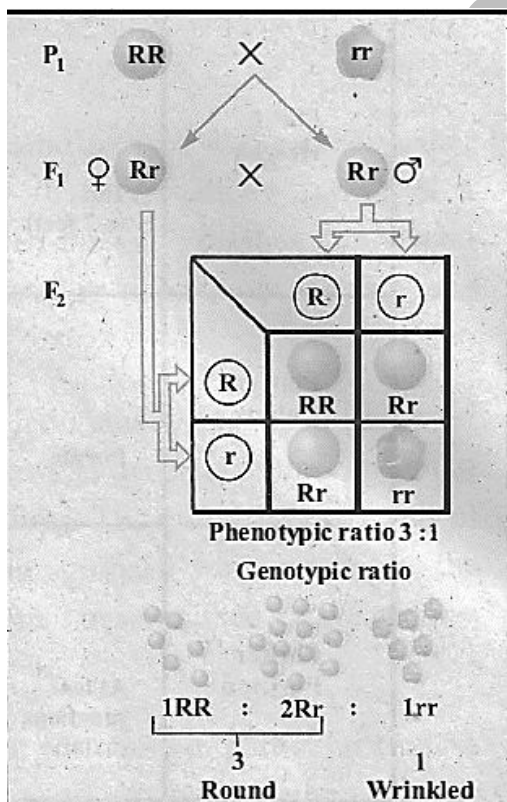 P1 RR X rr
F1 ♀ Rr X Rr ♂
F2
R r
R RR Rr
r Rr rr
Phenotypic ratio 3 :1
Genotypic ratio
1RR : 2Rr : 1rr
3 1
Round Wrinkled